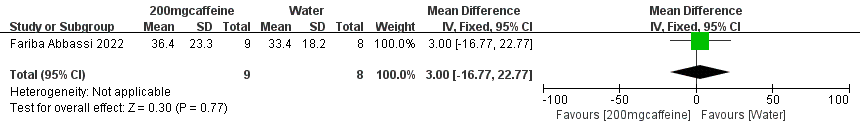 200mgcaffeine Water Mean Difference Mean Difference
Study or Subgroup Mean SD Total Mean SD Total Weight IV, Fixed, 95% CI IV, Fixed, 95% CI
Fariba Abbassi 2022 36.4 23.3 9 33.4 18.2 8 100.0% 3.00 [-16.77, 22.77]
Total (95% CI) 9 8 100.0% 3.00 [-16.77, 22.77]
Heterogeneity: Not applicable
Test for overall effect: Z = 0.30 (P = 0.77)
-100 -50 0 50 100
Favours [200mgcaffeine] Favours [Water]